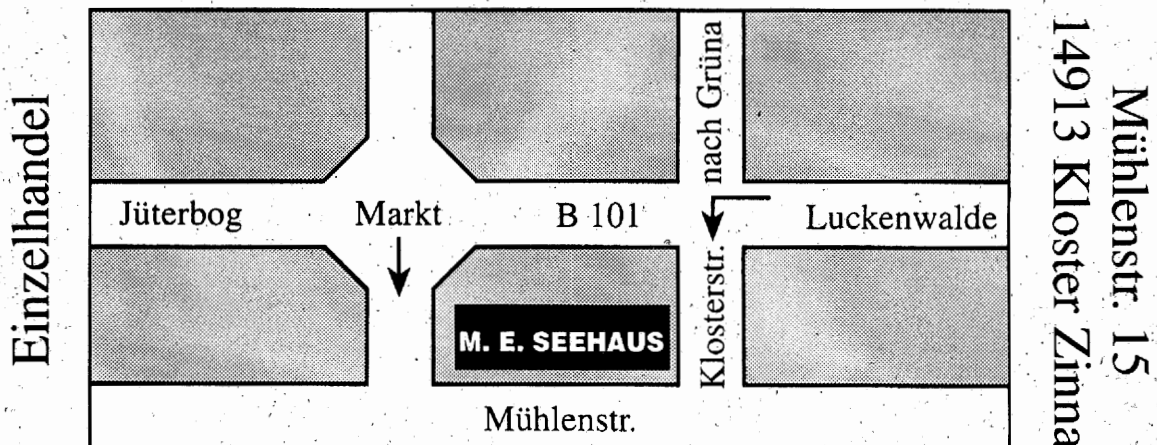 Einzelhandel
nach Grüna
Jüterbog
Markt
B 101
Luckenwalde
Klosterstr.
M. E. SEEHAUS
Mühlenstr.
Mühlenstr. 15
14913 Kloster Zinna